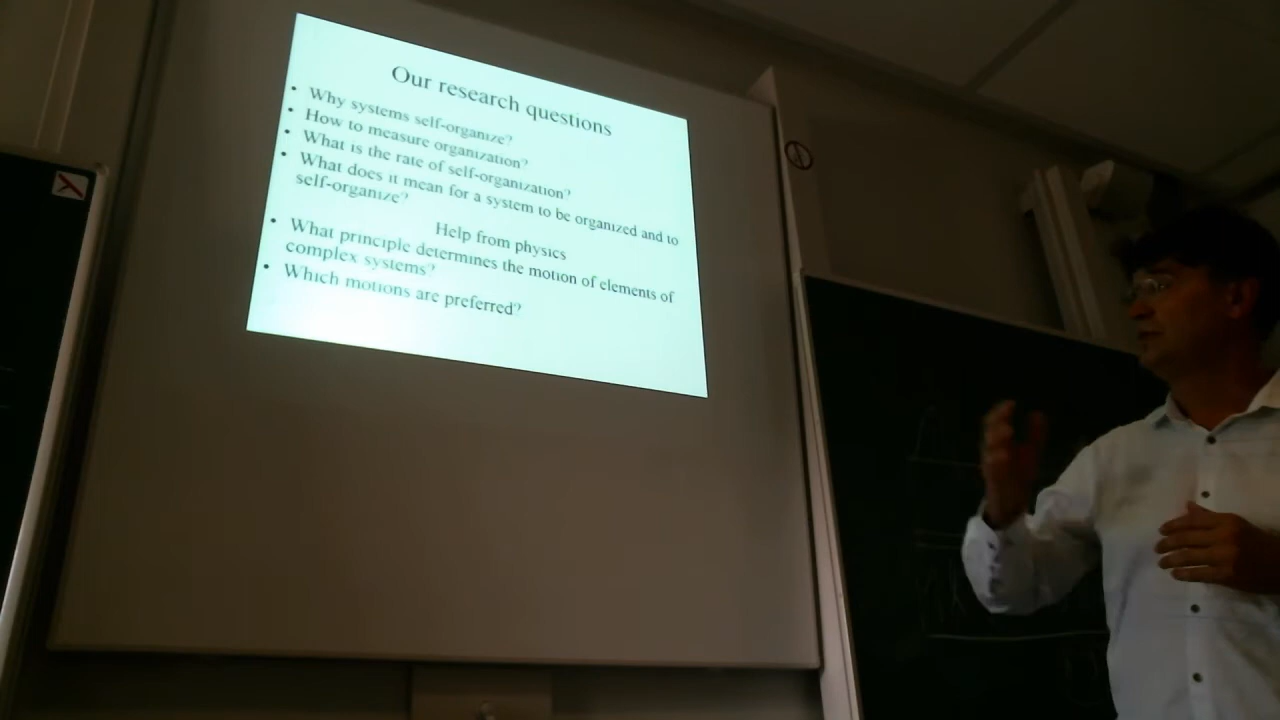 Our research questions
• Why systems self-organize?
• How to measure organization?
• What is the rate of self-organization?
• What does it mean for a system to be organized and to
self-organize?
Help from physics
• What principle determines the motion of elements of
complex systems?
• Which motions are preferred?